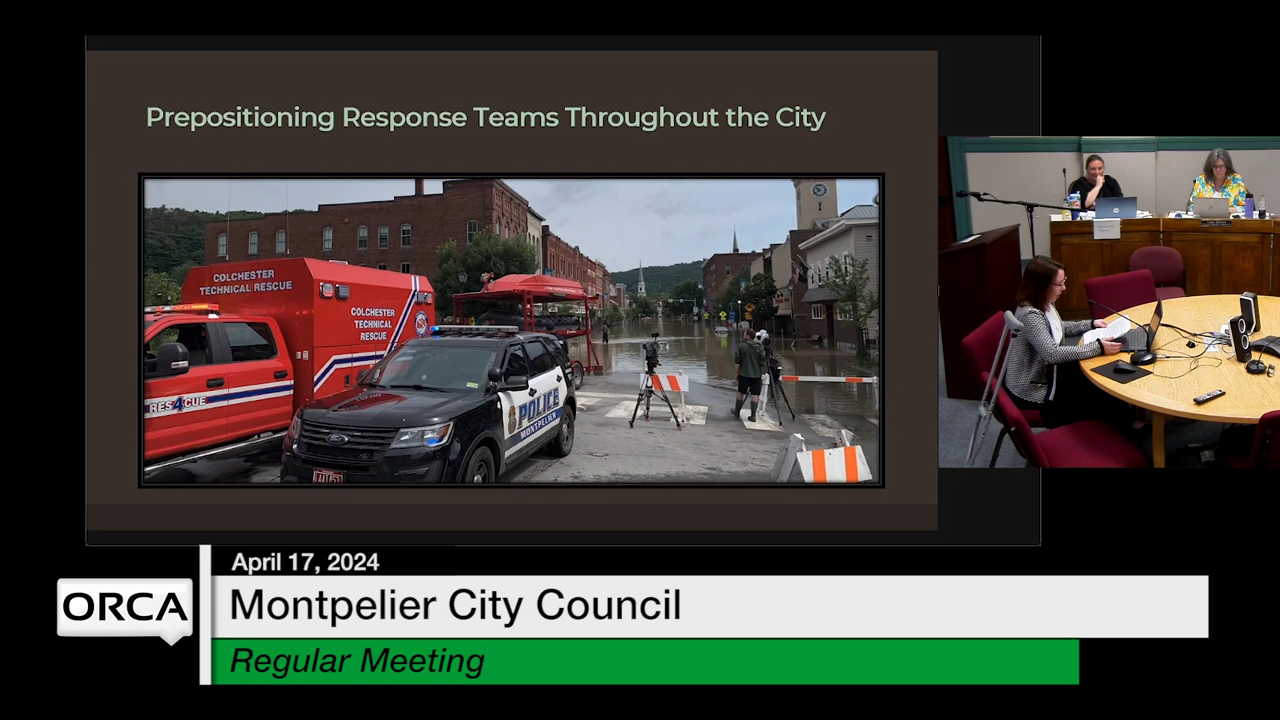 Prepositioning Response Teams Throughout the City
COLCHESTER
TECHNICAL RESCUE
COLCHESTER
TECHNICAL
RESCUE
RES4CUE
POLICE
MONTPELIER
April 17, 2024
ORCA
Montpelier City Council
Regular Meeting